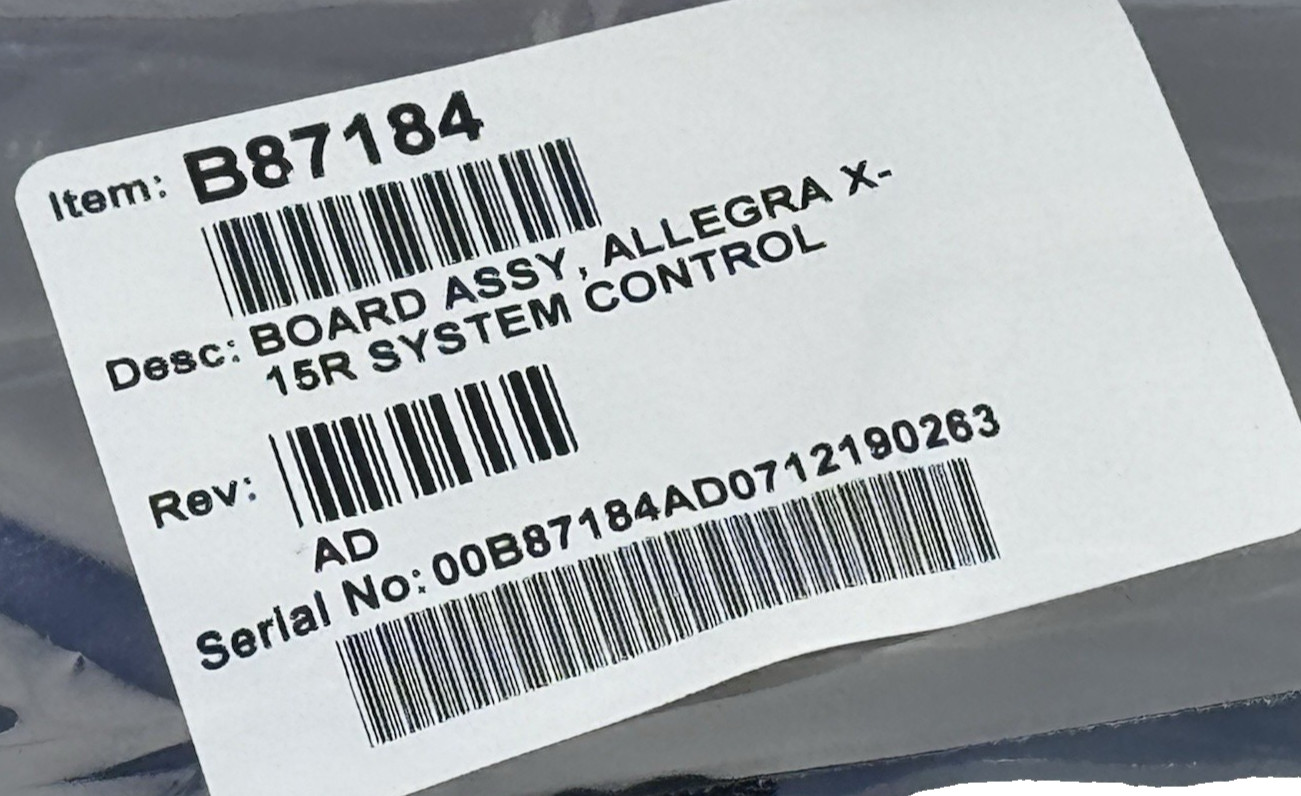 Item: B87184
Desc: BOARD ASSY, ALLEGRA X-
15R SYSTEM CONTROL
Rev:
AD
Serial No: 00B87184AD0712190263